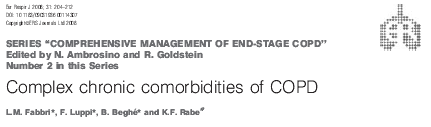 Eur Respir J 2008; 31: 204–212
DOI: 10.1183/09031936.00114307
Copyright©ERS Journals Ltd 2008
SERIES “COMPREHENSIVE MANAGEMENT OF END-STAGE COPD”
Edited by N. Ambrosino and R. Goldstein
Number 2 in this Series
Complex chronic comorbidities of COPD
L.M. Fabbri*, F. Luppi*, B. Beghé* and K.F. Rabe#